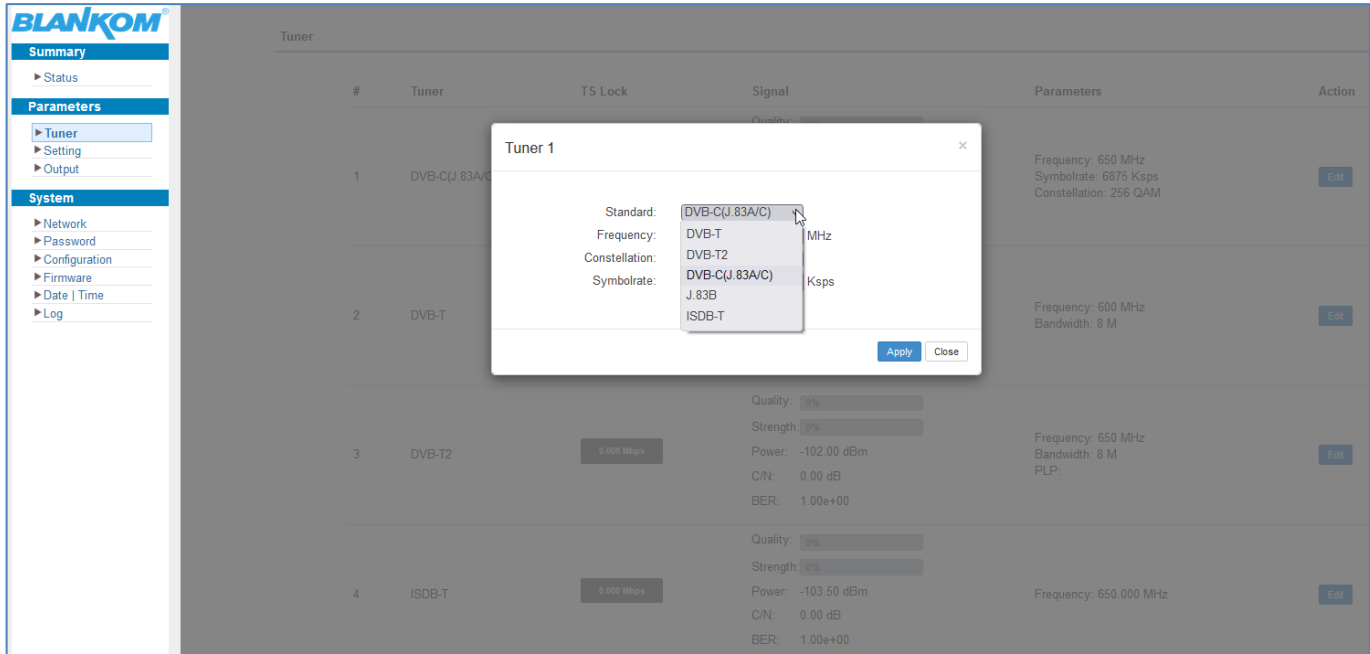 BLANKOM®
Summary
Status
Parameters
Tuner
Setting
Output
System
Network
Password
Configuration
Firmware
Date | Time
Log
Tuner
# Tuner TS Lock Signal Parameters Action
Quality: 0%
1 DVB-C(J.83A/C
Frequency: 650 MHz
Symbolrate: 6875 Ksps
Constellation: 256 QAM
Edit
Tuner 1 ×
Standard: DVB-C(J.83A/C)
Frequency: MHz
Constellation:
Symbolrate: Ksps
DVB-T
DVB-T2
DVB-C(J.83A/C)
J.83B
ISDB-T
Apply Close
2 DVB-T
Frequency: 600 MHz
Bandwidth: 8 M
Edit
3 DVB-T2 0.000 Mbps
Quality: 0%
Strength: 0%
Power: -102.00 dBm
C/N: 0.00 dB
BER: 1.00e+00
Frequency: 650 MHz
Bandwidth: 8 M
PLP:
Edit
4 ISDB-T 0.000 Mbps
Quality: 0%
Strength: 0%
Power: -103.50 dBm
C/N: 0.00 dB
BER: 1.00e+00
Frequency: 650.000 MHz
Edit